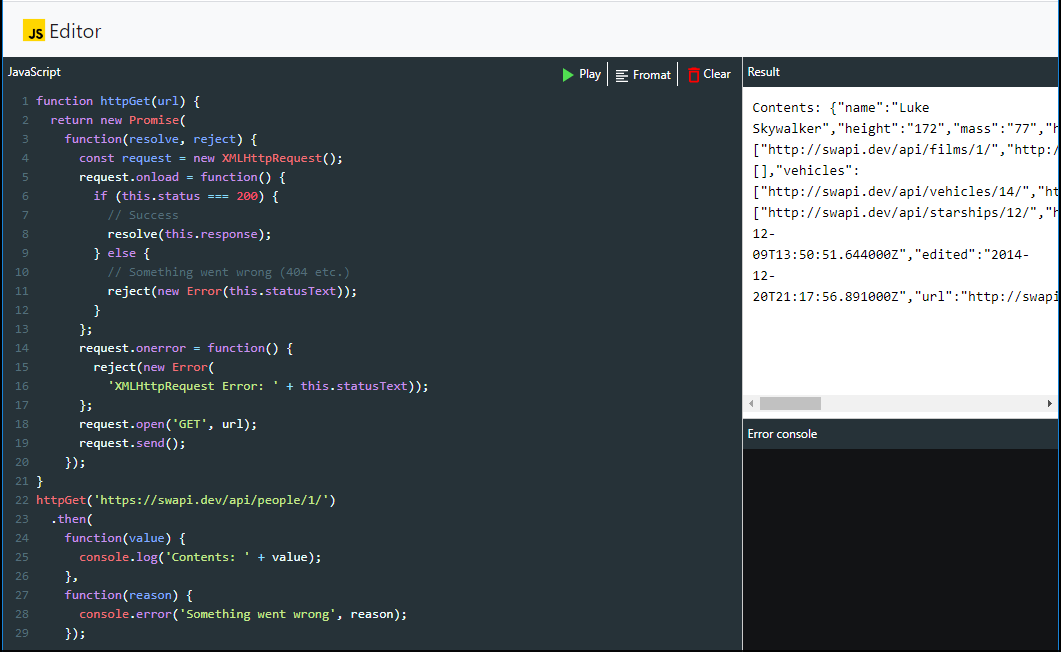 JS Editor
JavaScript
Play
Fromat
Clear
1 function httpGet(url) {
2 return new Promise(
3 function(resolve, reject) {
4 const request = new XMLHttpRequest();
5 request.onload = function() {
6 if (this.status === 200) {
7 // Success
8 resolve(this.response);
9 } else {
10 // Something went wrong (404 etc.)
11 reject(new Error(this.statusText));
12 }
13 };
14 request.onerror = function() {
15 reject(new Error(
16 'XMLHttpRequest Error: ' + this.statusText));
17 };
18 request.open('GET', url);
19 request.send();
20 });
21 }
22 httpGet('https://swapi.dev/api/people/1/')
23 .then(
24 function(value) {
25 console.log('Contents: ' + value);
26 },
27 function(reason) {
28 console.error('Something went wrong', reason);
29 });
Result
Contents: {"name":"Luke
Skywalker","height":"172","mass":"77","h
["http://swapi.dev/api/films/1/","http:/
[],"vehicles":
["http://swapi.dev/api/vehicles/14/","ht
["http://swapi.dev/api/starships/12/","h
12-
09T13:50:51.644000Z","edited":"2014-
12-
20T21:17:56.891000Z","url":"http://swapi
Error console